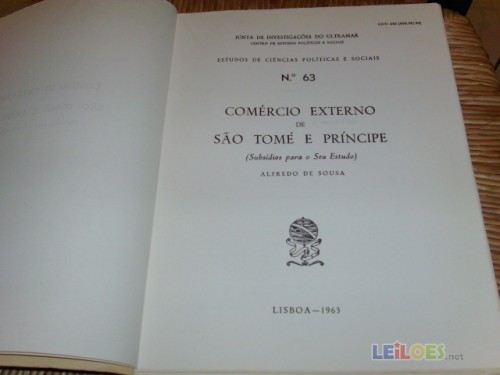 JUNTA DE INVESTIGAÇÕES DO ULTRAMAR
CENTRO DE ESTUDOS POLÍTICOS E SOCIAIS
ESTUDOS DE CIÊNCIAS POLÍTICAS E SOCIAIS
N.º 63
COMÉRCIO EXTERNO
DE
SÃO TOMÉ E PRÍNCIPE
(Subsídios para o Seu Estudo)
ALFREDO DE SOUSA
LISBOA—1963
LEiLOES.net